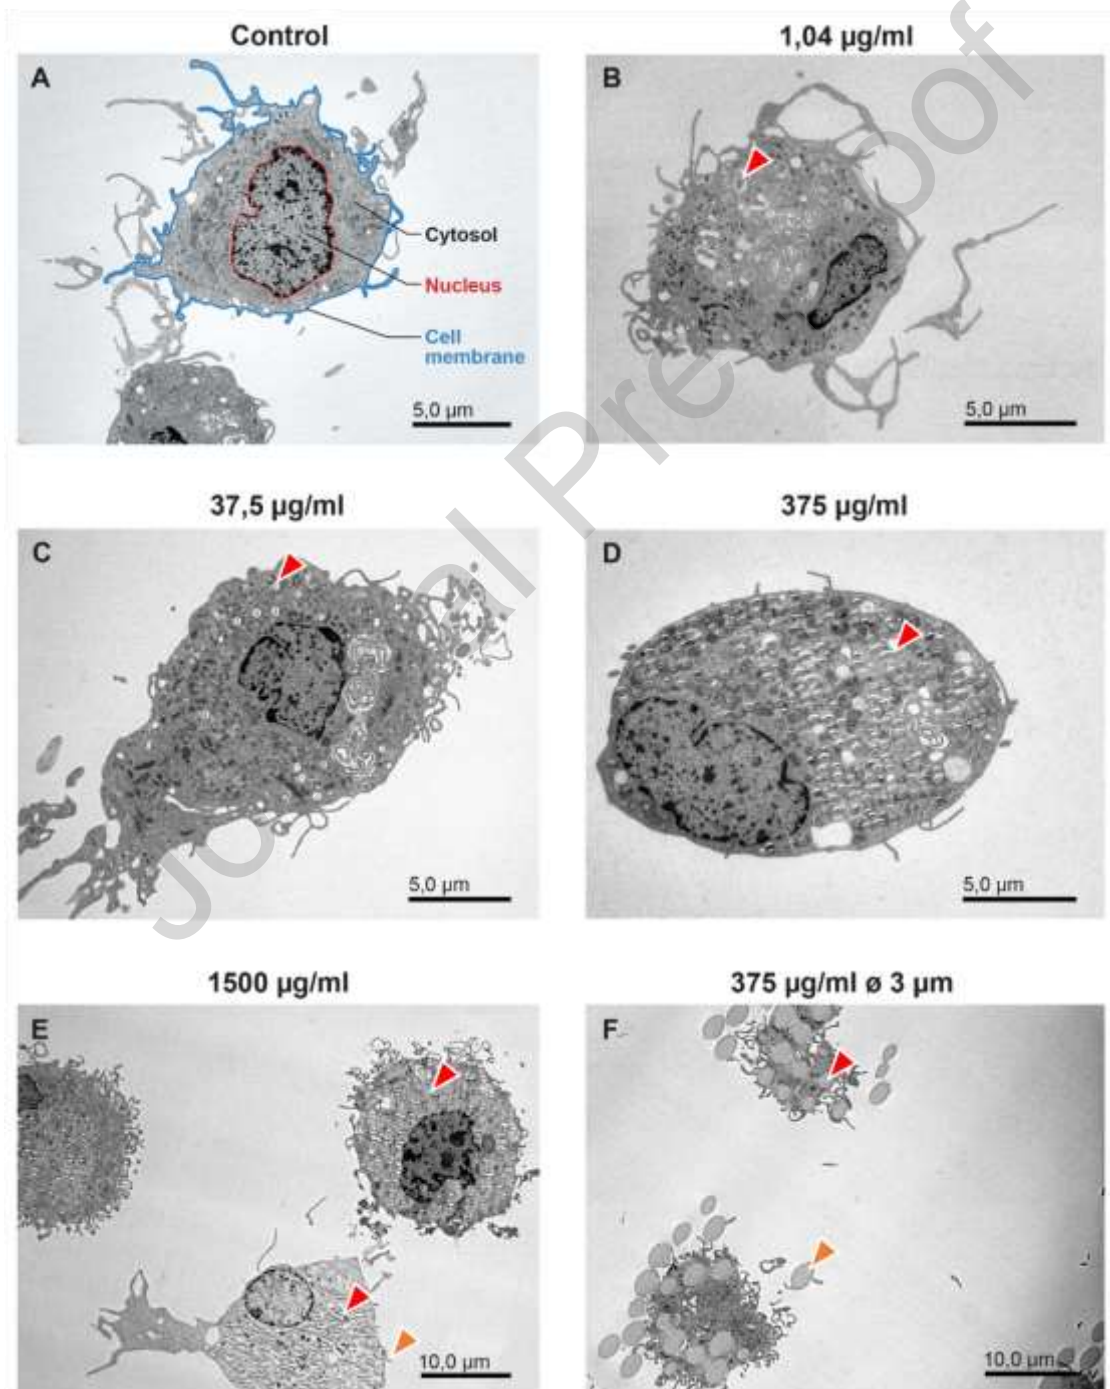 Control
1,04 µg/ml
A
B
Cytosol
Nucleus
Cell
membrane
5,0 µm
5,0 µm
37,5 µg/ml
375 µg/ml
C
D
5,0 µm
5,0 µm
1500 µg/ml
375 µg/ml ø 3 µm
E
F
10,0 µm
10,0 µm
Journal Pre-proof